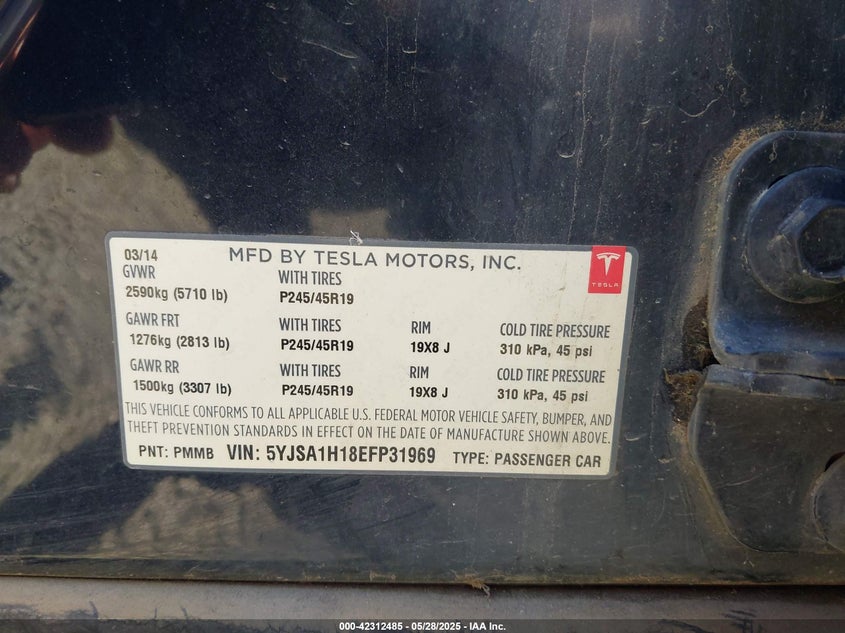 03/14 MFD BY TESLA MOTORS, INC.
GVWR WITH TIRES
2590kg (5710 lb) P245/45R19
TESLA
GAWR FRT WITH TIRES RIM COLD TIRE PRESSURE
1276kg (2813 lb) P245/45R19 19X8 J 310 kPa, 45 psi
GAWR RR WITH TIRES RIM COLD TIRE PRESSURE
1500kg (3307 lb) P245/45R19 19X8 J 310 kPa, 45 psi
THIS VEHICLE CONFORMS TO ALL APPLICABLE U.S. FEDERAL MOTOR VEHICLE SAFETY, BUMPER, AND
THEFT PREVENTION STANDARDS IN EFFECT ON THE DATE OF MANUFACTURE SHOWN ABOVE.
PNT: PMMB VIN: 5YJSA1H18EFP31969 TYPE: PASSENGER CAR
000-42312485 - 05/28/2025 - IAA Inc.